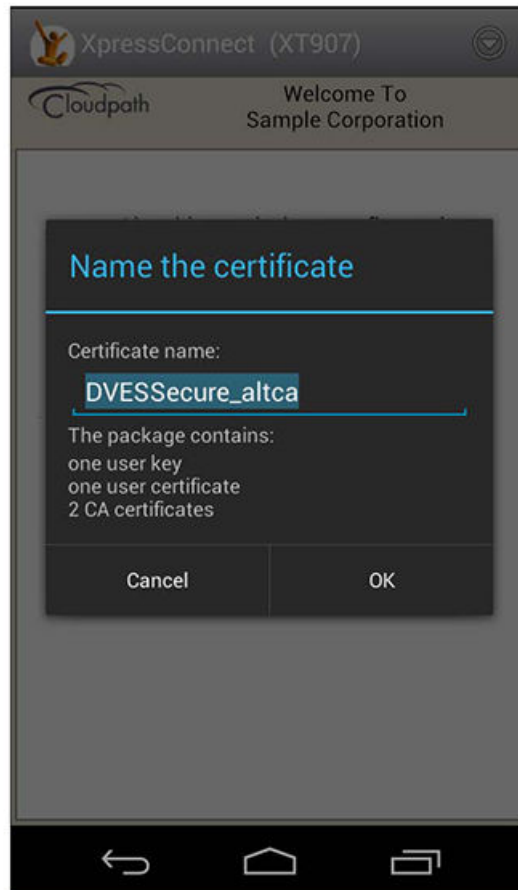 XpressConnect (XT907)
Cloudpath
Welcome To
Sample Corporation
Name the certificate
Certificate name:
DVESSecure_altca
The package contains:
one user key
one user certificate
2 CA certificates
Cancel
OK